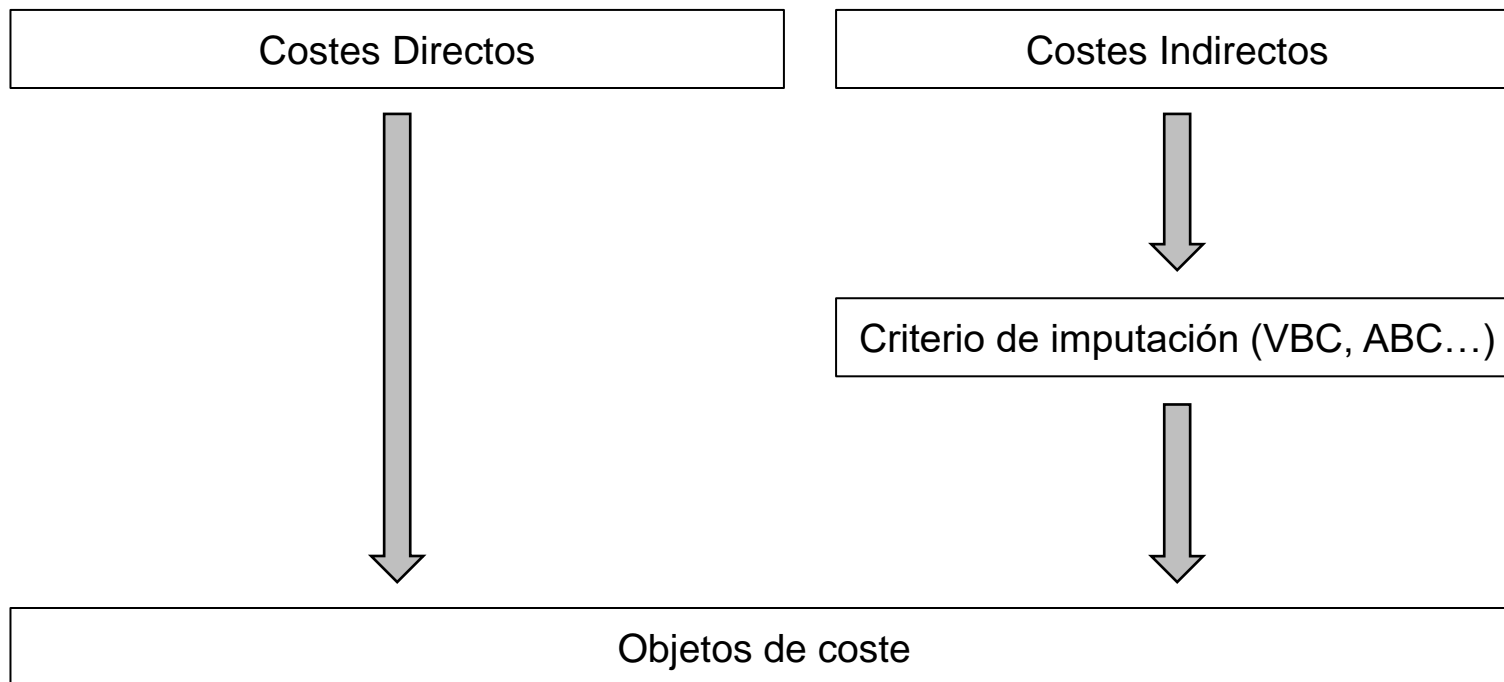 Costes Directos
Costes Indirectos
Criterio de imputación (VBC, ABC…)
Objetos de coste